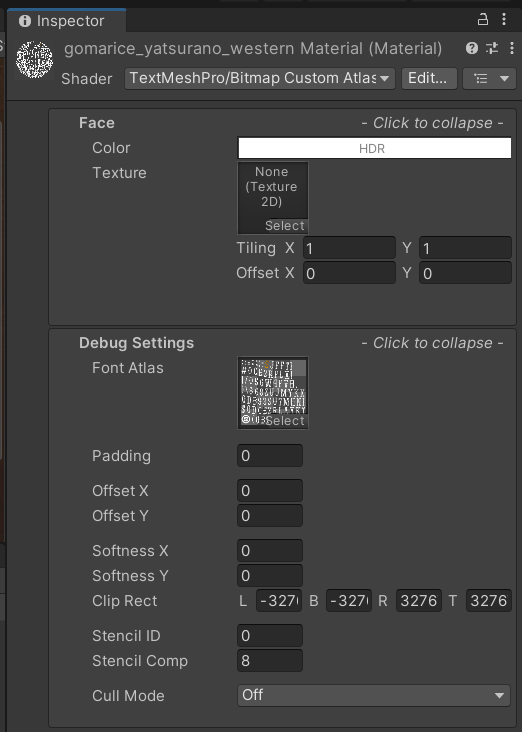 Inspector
gomarice_yatsurano_western Material (Material)
Shader TextMeshPro/Bitmap Custom Atlas Edit...
Face - Click to collapse -
Color HDR
Texture None
(Texture
2D)
Select
Tiling X 1 Y 1
Offset X 0 Y 0
Debug Settings - Click to collapse -
Font Atlas
Select
Padding 0
Offset X 0
Offset Y 0
Softness X 0
Softness Y 0
Clip Rect L -327 B -327 R 3276 T 3276
Stencil ID 0
Stencil Comp 8
Cull Mode Off